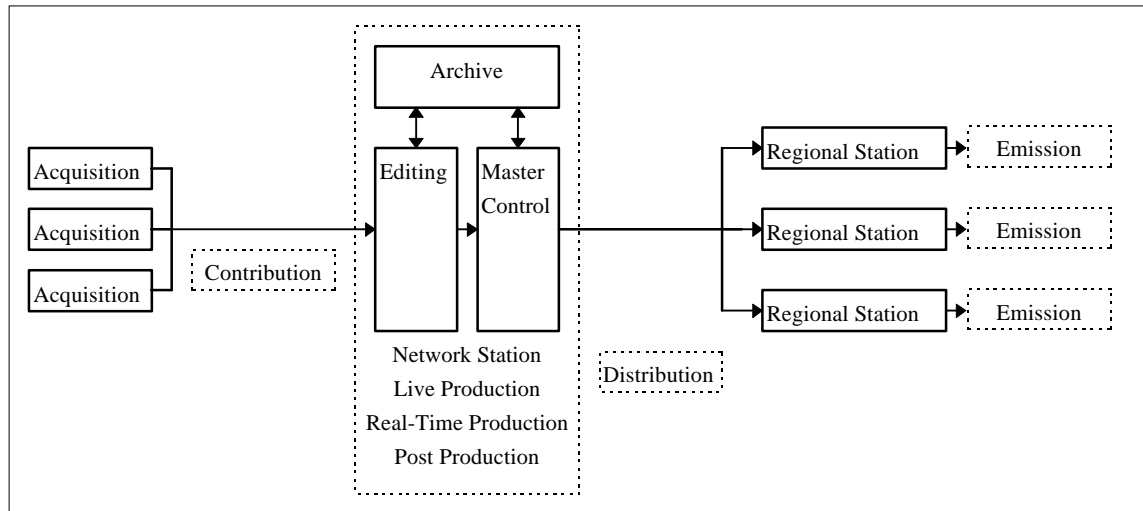 Archive
Editing
Master
Control
Acquisition
Acquisition
Acquisition
Contribution
Network Station
Live Production
Real-Time Production
Post Production
Distribution
Regional Station
Emission
Regional Station
Emission
Regional Station
Emission